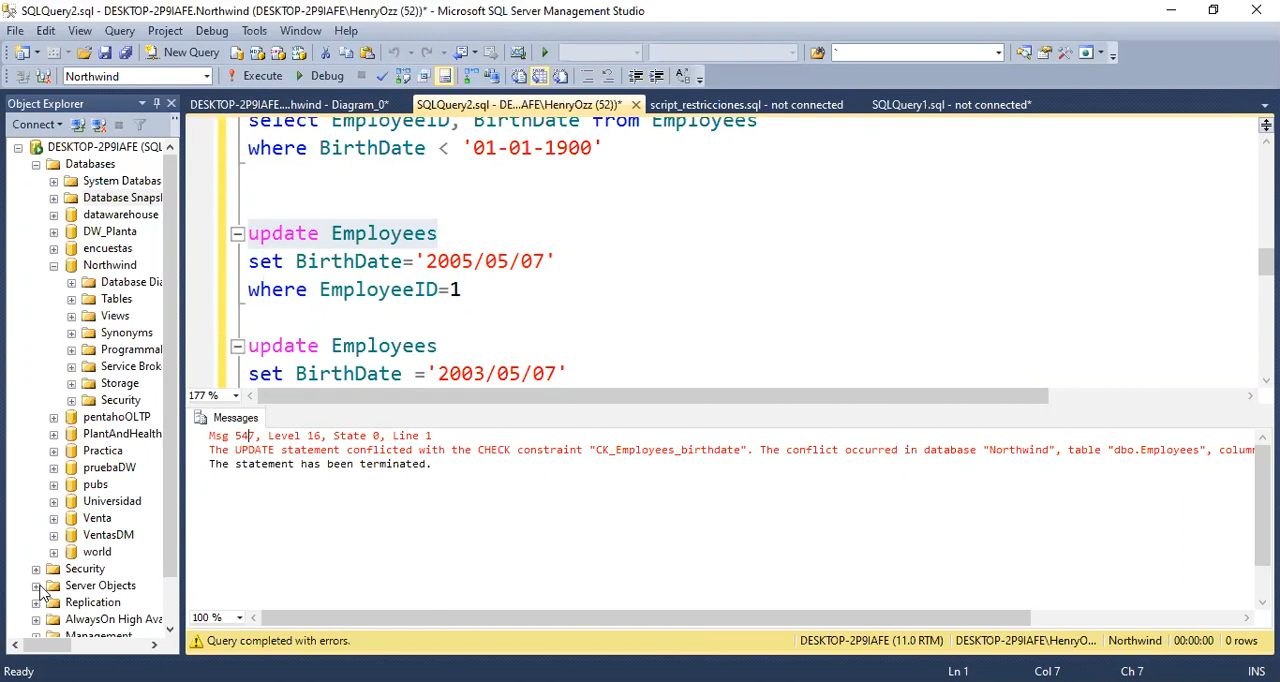 SQLQuery2.sql - DESKTOP-2P9IAFE.Northwind (DESKTOP-2P9IAFE\HenryOzz (52))* - Microsoft SQL Server Management Studio
File Edit View Query Project Debug Tools Window Help
New Query
Northwind Execute Debug
Object Explorer
DESKTOP-2P9IAFE....hwind - Diagram_0* SQLQuery2.sql - DE...AFE\HenryOzz (52))* script_restricciones.sql - not connected SQLQuery1.sql - not connected*
Connect
DESKTOP-2P9IAFE (SQL
Databases
System Databas
Database Snaps
datawarehouse
DW_Planta
encuestas
Northwind
Database Dia
Tables
Views
Synonyms
Programmal
Service Brok
Storage
Security
pentahoOLTP
PlantAndHealth
Practica
pruebaDW
pubs
Universidad
Venta
VentasDM
world
Security
Server Objects
Replication
AlwaysOn High Ava
Management
select EmployeeID, BirthDate from Employees
where BirthDate < '01-01-1900'
update Employees
set BirthDate='2005/05/07'
where EmployeeID=1
update Employees
set BirthDate ='2003/05/07'
177 %
Messages
Msg 547, Level 16, State 0, Line 1
The UPDATE statement conflicted with the CHECK constraint "CK_Employees_birthdate". The conflict occurred in database "Northwind", table "dbo.Employees", colum
The statement has been terminated.
100 %
Query completed with errors. DESKTOP-2P9IAFE (11.0 RTM) DESKTOP-2P9IAFE\HenryO... Northwind 00:00:00 0 rows
Ready Ln 1 Col 7 Ch 7 INS